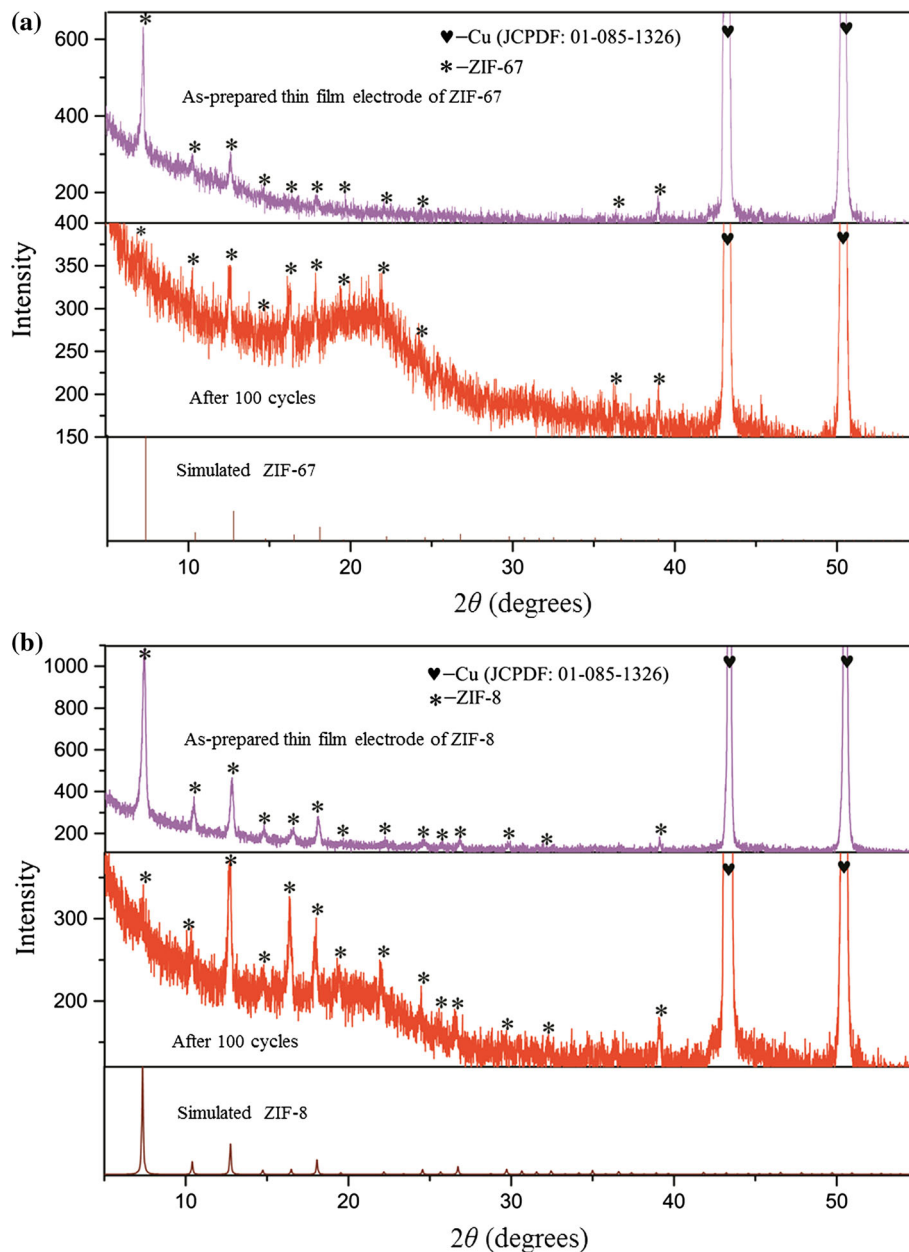 (a)
♥–Cu (JCPDF: 01-085-1326)
*–ZIF-67
As-prepared thin film electrode of ZIF-67
600
400
200
400
350
300
250
200
150
After 100 cycles
Simulated ZIF-67
Intensity
10 20 30 40 50
2θ (degrees)
(b)
♥–Cu (JCPDF: 01-085-1326)
*–ZIF-8
As-prepared thin film electrode of ZIF-8
1000
800
600
400
200
300
200
After 100 cycles
Simulated ZIF-8
Intensity
10 20 30 40 50
2θ (degrees)